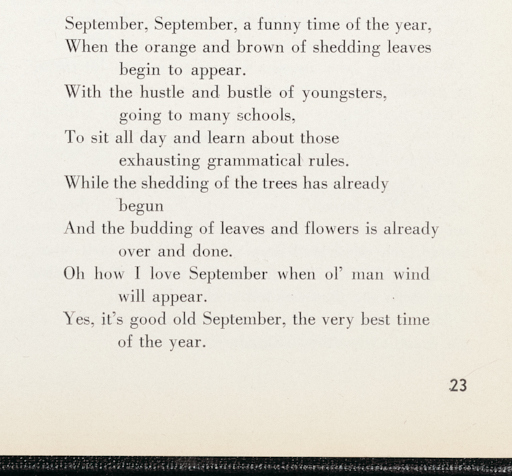 September, September, a funny time of the year,
When the orange and brown of shedding leaves
begin to appear.
With the hustle and bustle of youngsters,
going to many schools,
To sit all day and learn about those
exhausting grammatical rules.
While the shedding of the trees has already
begun
And the budding of leaves and flowers is already
over and done.
Oh how I love September when ol' man wind
will appear.
Yes, it's good old September, the very best time
of the year.
23